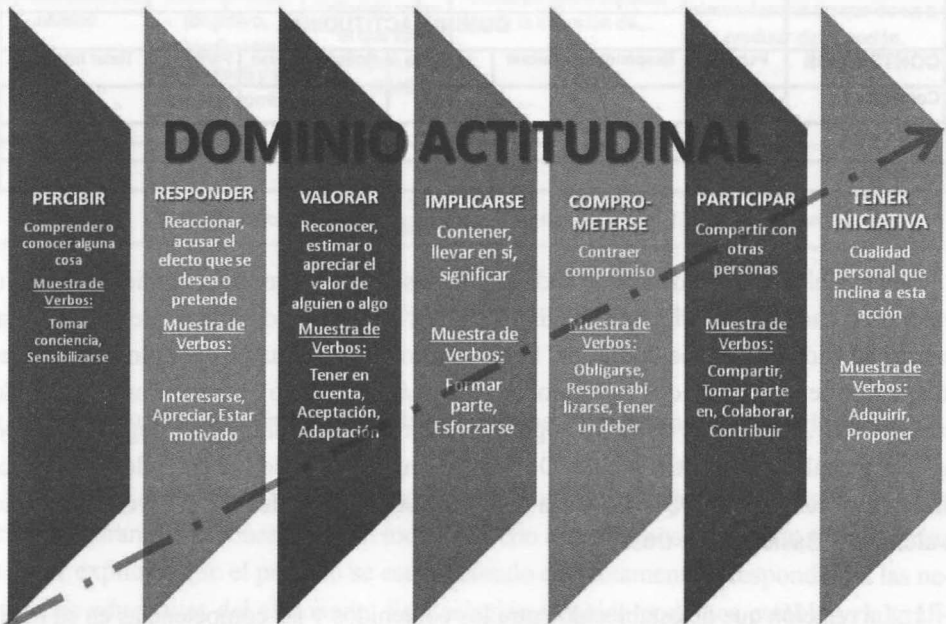 DOMINIO ACTITUDINAL
PERCIBIR
Comprender o
conocer alguna
cosa
Muestra de
Verbos:
Tomar
conciencia,
Sensibilizarse
RESPONDER
Reaccionar,
acusar el
efecto que se
desea o
pretende
Muestra de
Verbos:
Interesarse,
Apreciar, Estar
motivado
VALORAR
Reconocer,
estimar o
apreciar el
valor de
alguien o algo
Muestra de
Verbos:
Tener en
cuenta,
Aceptación,
Adaptación
IMPLICARSE
Contener,
llevar en sí,
significar
Muestra de
Verbos:
Formar
parte,
Esforzarse
COMPRO-
METERSE
Contraer
compromiso
Muestra de
Verbos:
Obligarse,
Responsabi
lizarse, Tener
un deber
PARTICIPAR
Compartir con
otras
personas
Muestra de
Verbos:
Compartir,
Tomar parte
en, Colaborar,
Contribuir
TENER
INICIATIVA
Cualidad
personal que
inclina a esta
acción
Muestra de
Verbos:
Adquirir,
Proponer